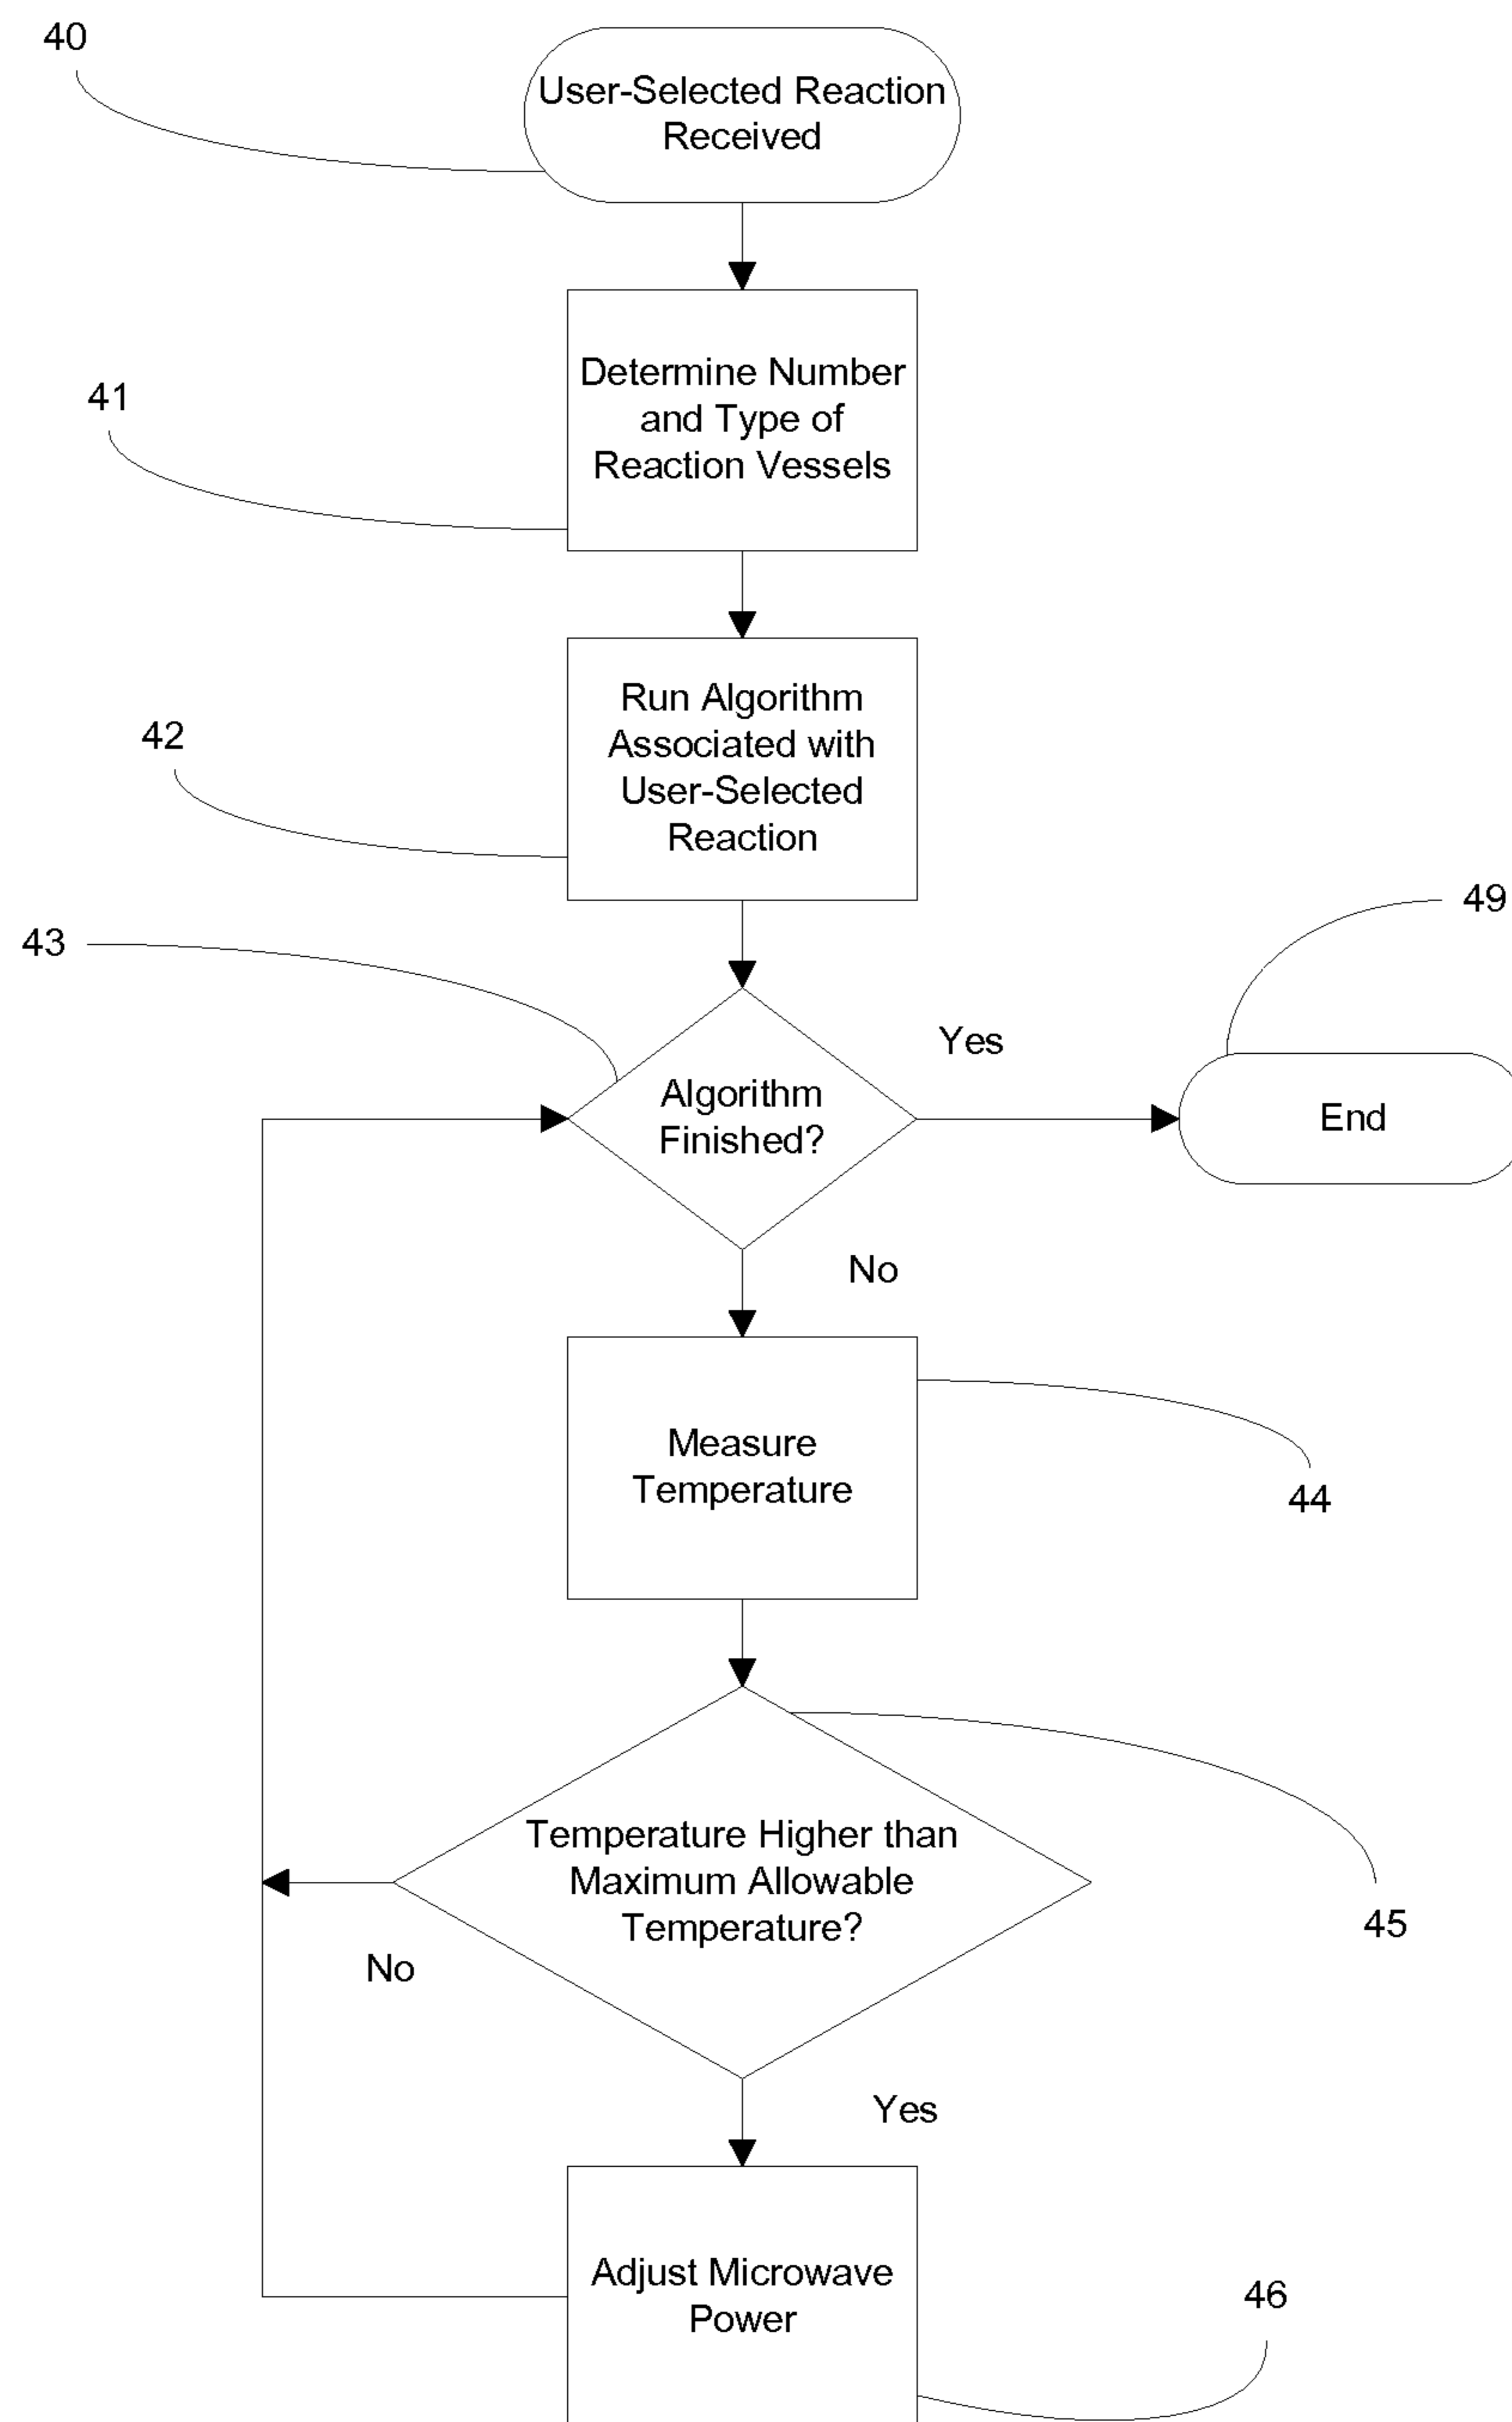 40
User-Selected Reaction
Received
41
Determine Number
and Type of
Reaction Vessels
42
Run Algorithm
Associated with
User-Selected
Reaction
43
49
Yes
Algorithm
Finished?
End
No
Measure
Temperature
44
Temperature Higher than
Maximum Allowable
Temperature?
45
No
Yes
Adjust Microwave
Power
46